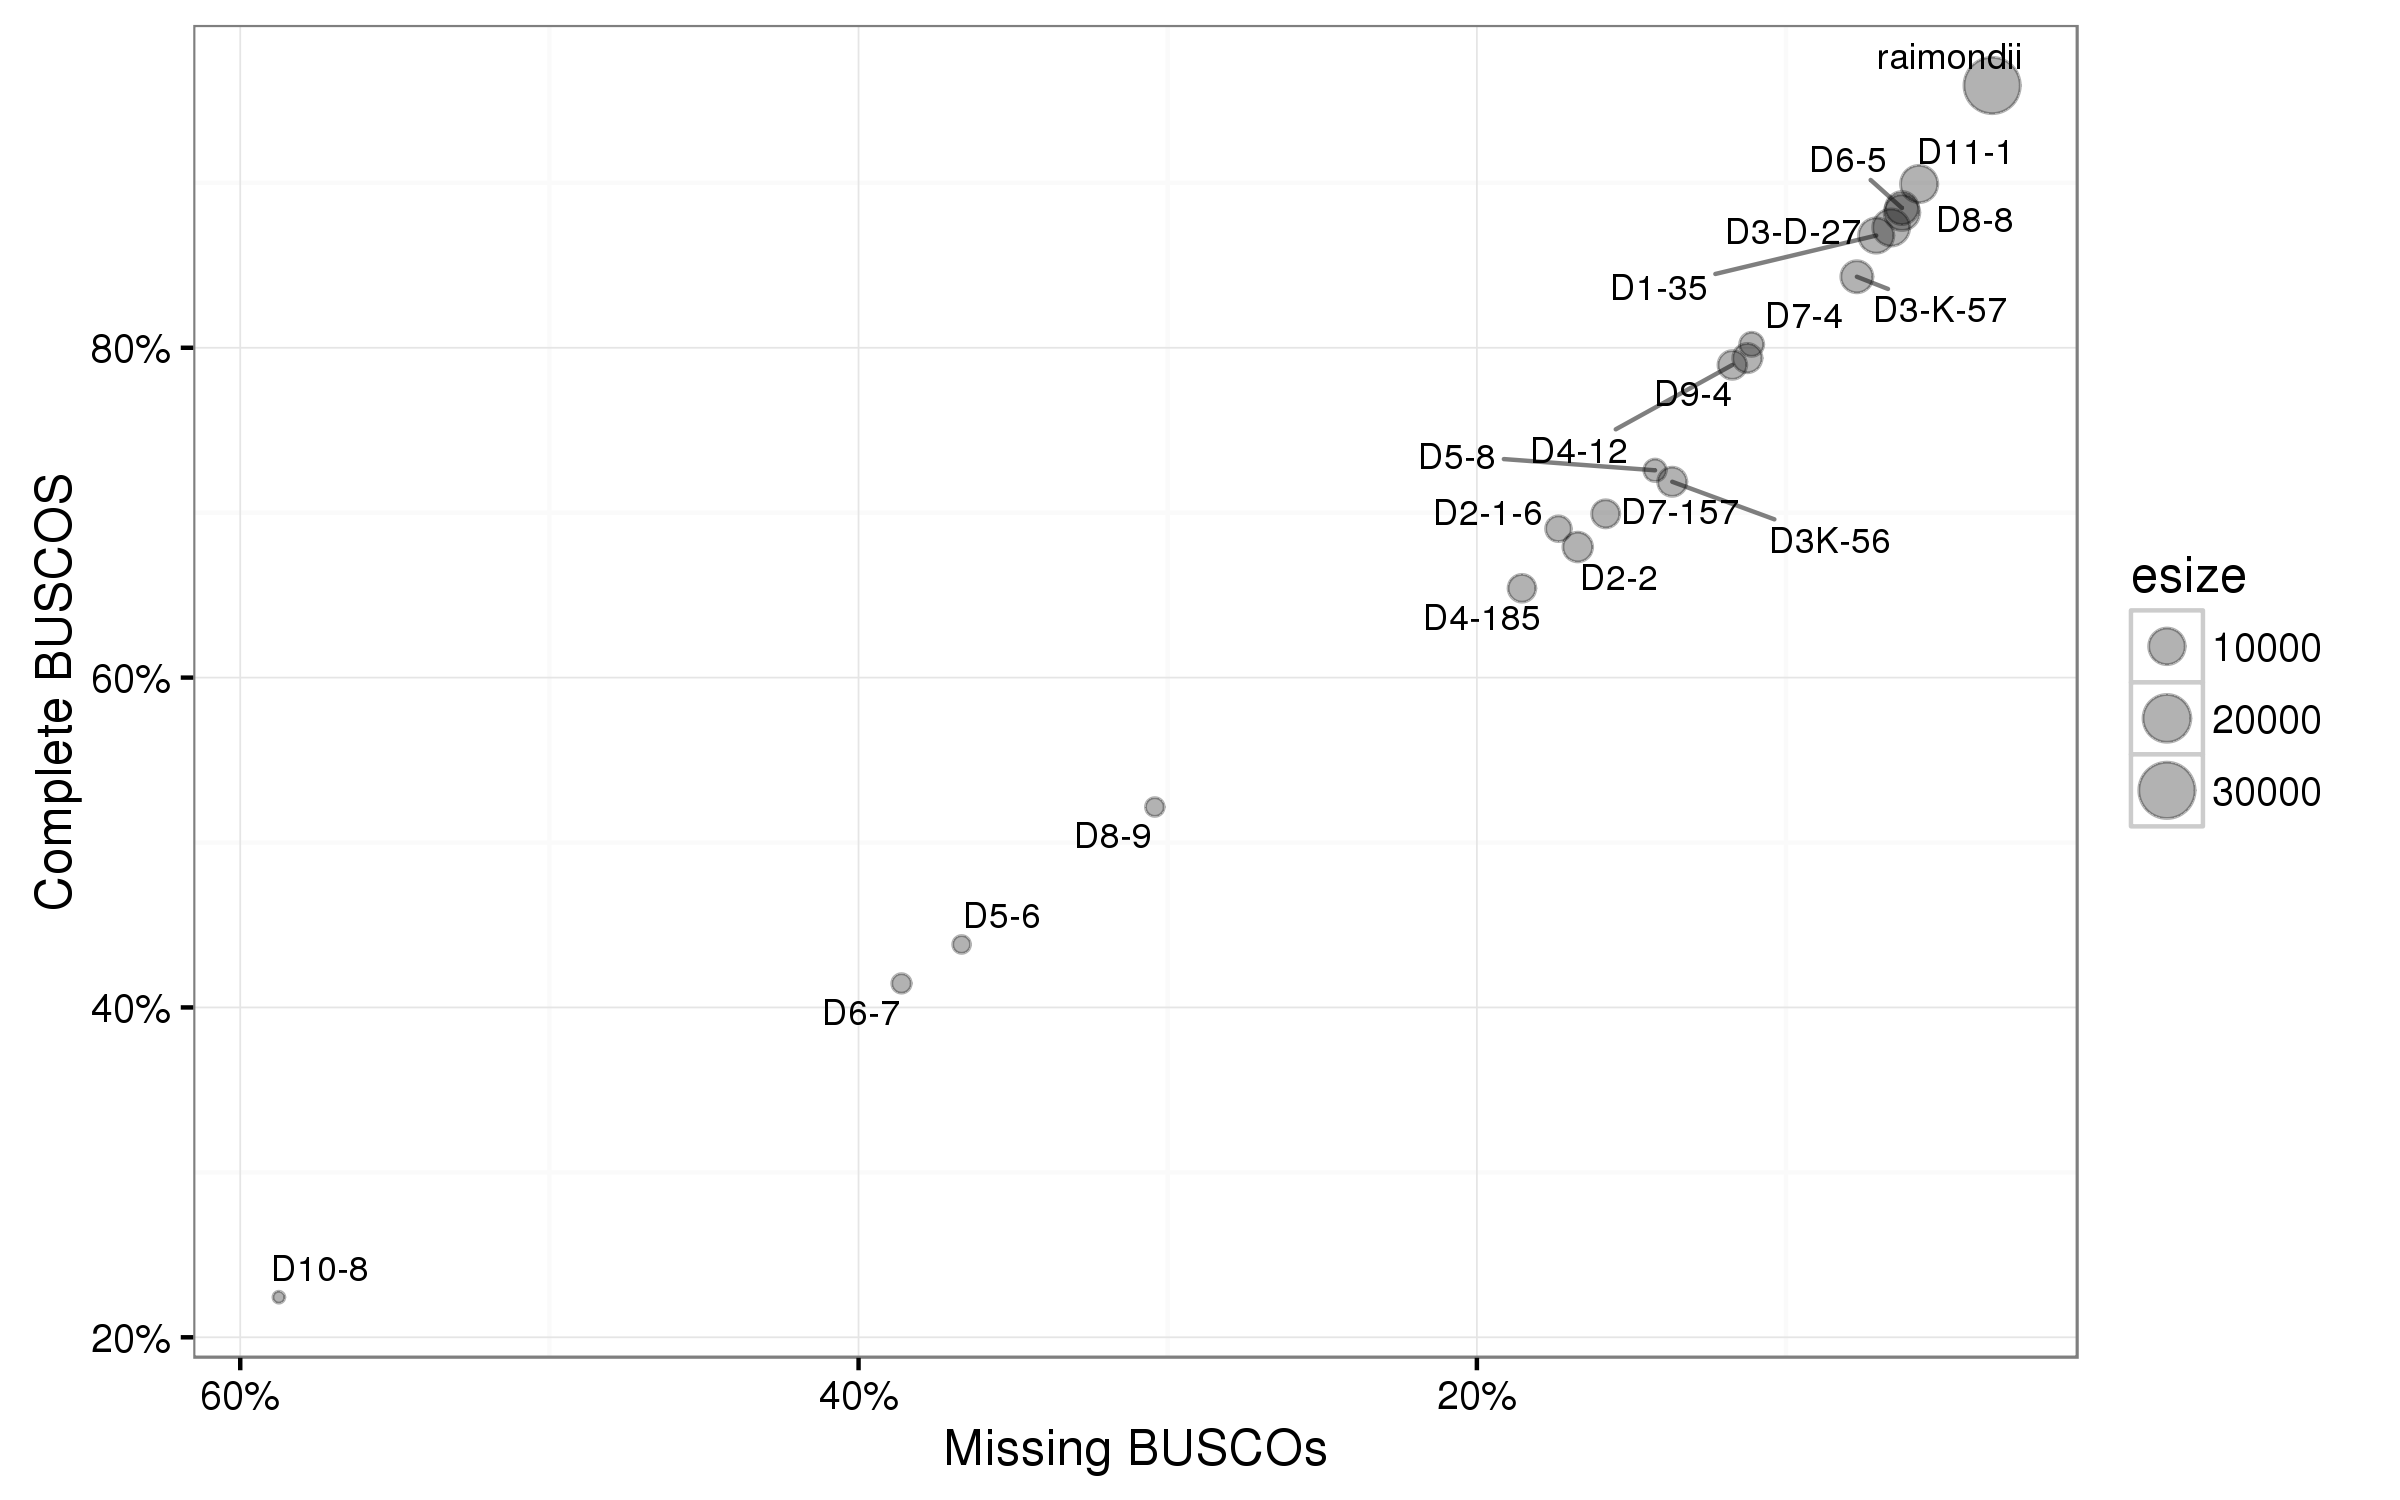 raimondii
D6-5
D11-1
D3-D-27
D8-8
D1-35
D3-K-57
D7-4
80%
D9-4
D5-8
D4-12
D2-1-6
D7-157
D3K-56
D2-2
D4-185
60%
Complete BUSCOS
D8-9
D5-6
40%
D6-7
D10-8
20%
60%
40%
20%
Missing BUSCOs
esize
10000
20000
30000